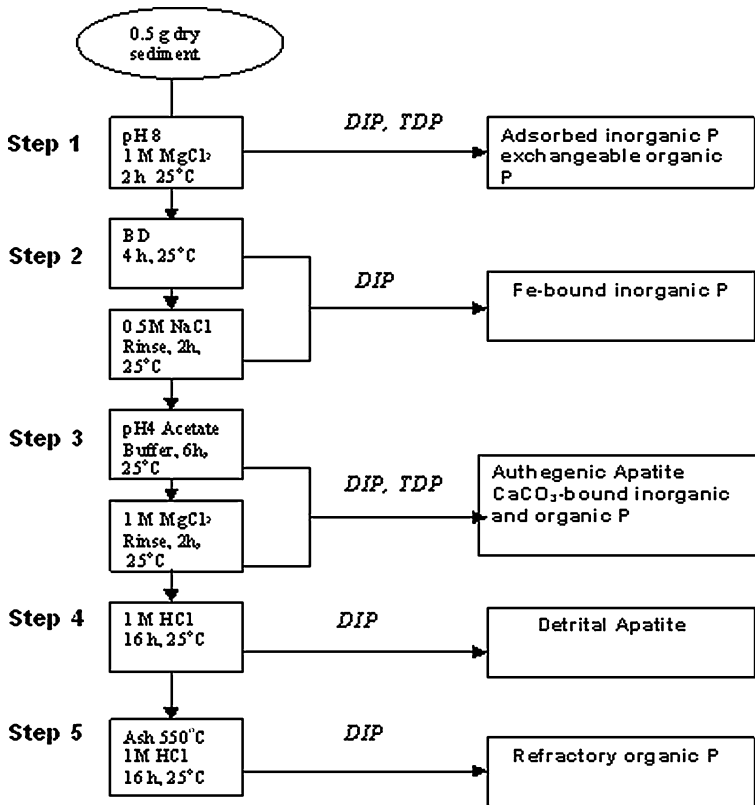 0.5 g dry
sediment
Step 1
pH 8
1 M MgCl₂
2 h 25°C
DIP, TDP
Adsorbed inorganic P
exchangeable organic
P
Step 2
BD
4 h, 25°C
DIP
Fe-bound inorganic P
0.5M NaCl
Rinse, 2h,
25°C
Step 3
pH4 Acetate
Buffer, 6h,
25°C
DIP, TDP
Authegenic Apatite
CaCO₃-bound inorganic
and organic P
1 M MgCl₂
Rinse, 2h,
25°C
Step 4
1 M HCl
16 h, 25°C
DIP
Detrital Apatite
Step 5
Ash 550°C
1M HCl
16 h, 25°C
DIP
Refractory organic P